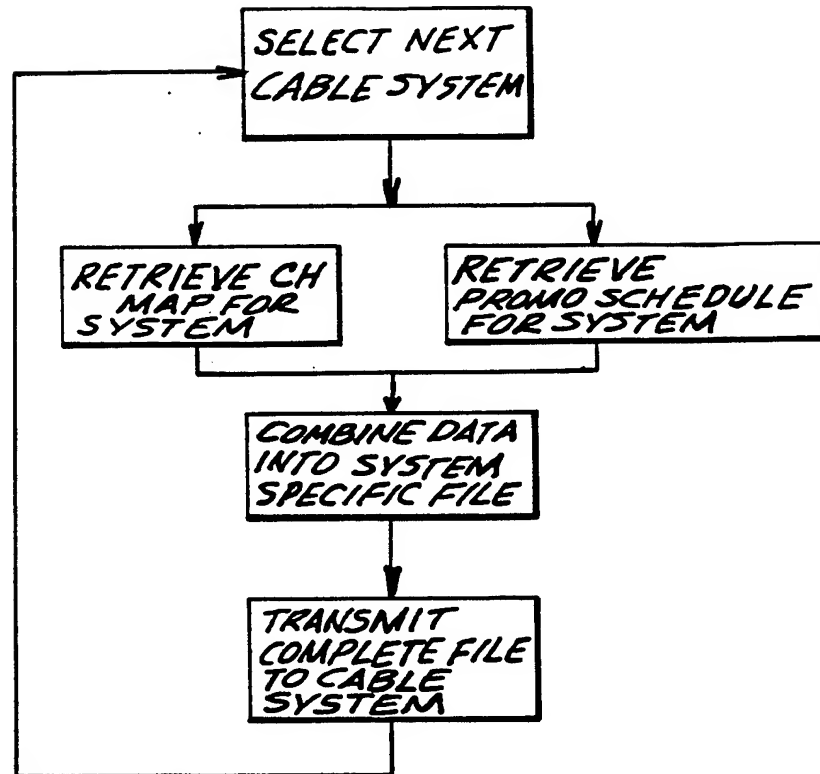 SELECT NEXT
CABLE SYSTEM
RETRIEVE CH
MAP FOR
SYSTEM
RETRIEVE
PROMO SCHEDULE
FOR SYSTEM
COMBINE DATA
INTO SYSTEM
SPECIFIC FILE
TRANSMIT
COMPLETE FILE
TO CABLE
SYSTEM